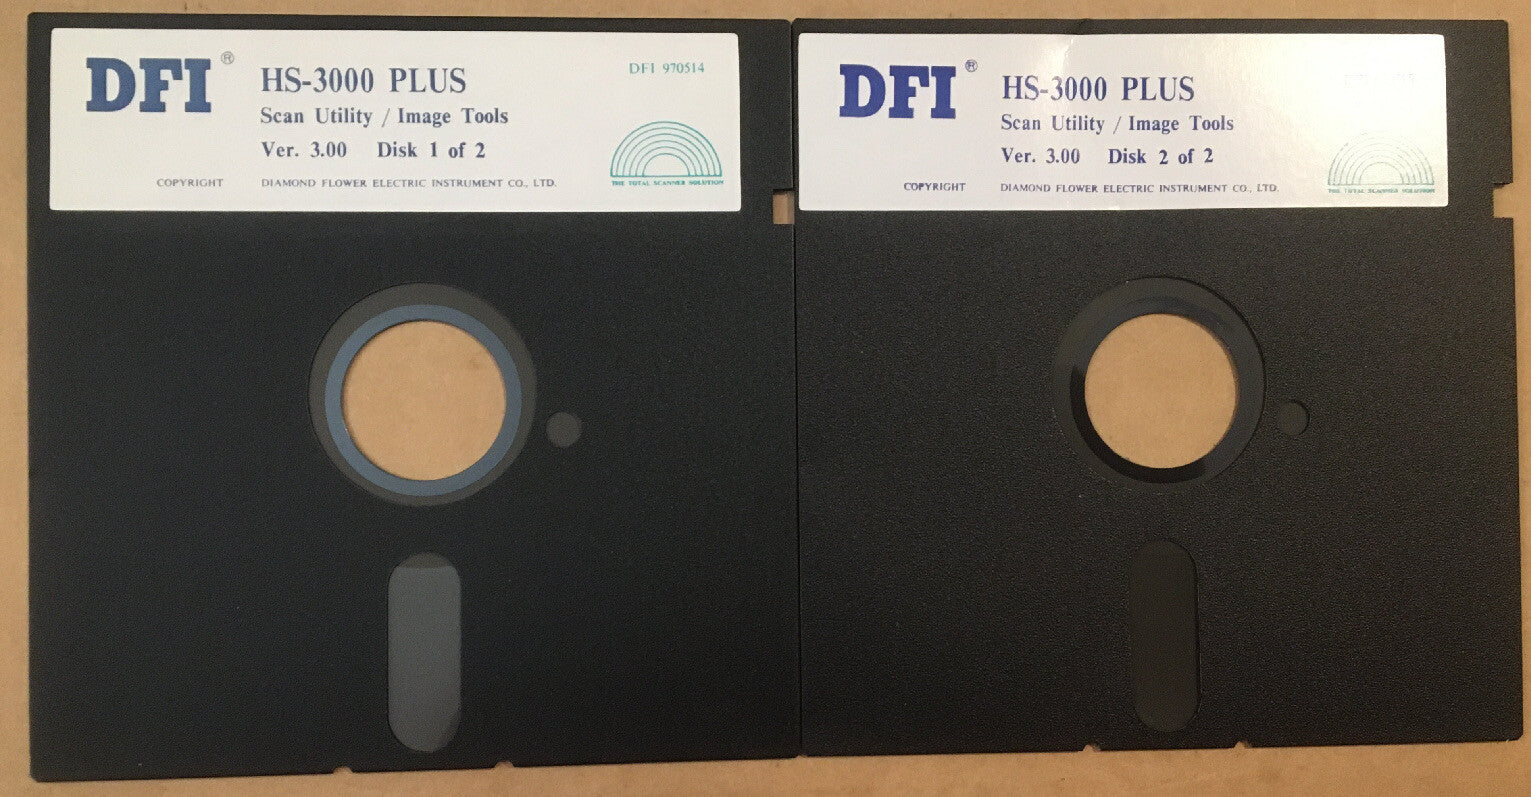 DFI®
HS-3000 PLUS
DFI 970514
Scan Utility / Image Tools
Ver. 3.00 Disk 1 of 2
THE TOTAL SCANNER SOLUTION
COPYRIGHT DIAMOND FLOWER ELECTRIC INSTRUMENT CO., LTD.
DFI®
HS-3000 PLUS
Scan Utility / Image Tools
Ver. 3.00 Disk 2 of 2
THE TOTAL SCANNER SOLUTION
COPYRIGHT DIAMOND FLOWER ELECTRIC INSTRUMENT CO., LTD.